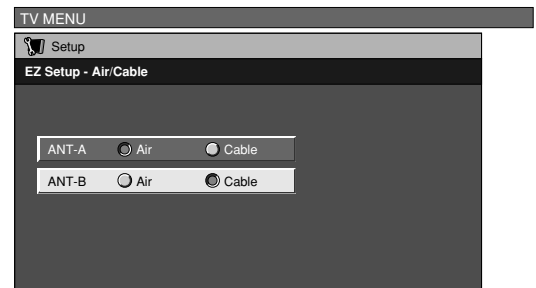 TV MENU
Setup
EZ Setup - Air/Cable
ANT-A Air Cable
ANT-B Air Cable